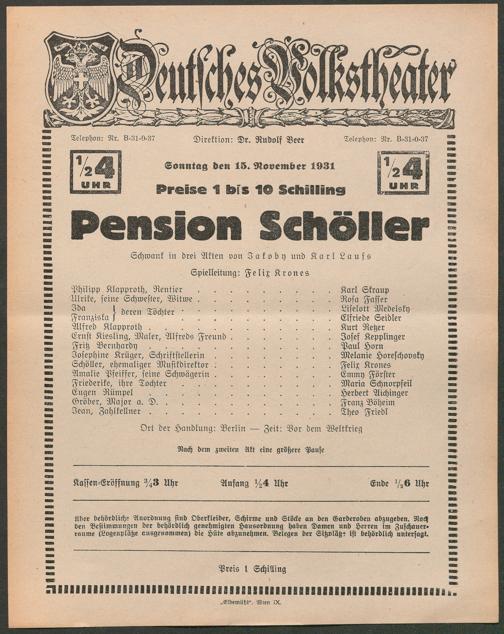 Deutsches Volkstheater
Telephon: Nr. B-31-0-37 Direktion: Dr. Rudolf Beer Telephon: Nr. B-31-0-37
1/2 4 UHR Sonntag den 15. November 1931 1/2 4 UHR
Preise 1 bis 10 Schilling
Pension Schöller
Schwank in drei Akten von Jakoby und Karl Laufs
Spielleitung: Felix Krones
Philipp Klapproth, Rentier . . . Karl Skraup
Ulrike, seine Schwester, Witwe . . . Rosa Fasser
Ida } deren Töchter . . . Liselott Medelsky
Franziska } deren Töchter . . . Elfriede Seidler
Alfred Klapproth . . . Kurt Retzer
Ernst Kiesling, Maler, Alfreds Freund . . . Josef Kepplinger
Fritz Bernhardy . . . Paul Horn
Josephine Krüger, Schriftstellerin . . . Melanie Horeschovsky
Schöller, ehemaliger Musikdirektor . . . Felix Krones
Amalie Pfeiffer, seine Schwägerin . . . Emmy Förster
Friederike, ihre Tochter . . . Maria Schnorpfeil
Eugen Rümpel . . . Herbert Aichinger
Gröber, Major a. D. . . . Franz Böheim
Jean, Zahlkellner . . . Theo Friedl
Ort der Handlung: Berlin — Zeit: Vor dem Weltkrieg
Nach dem zweiten Akt eine größere Pause
Kassen-Eröffnung 3/4 3 Uhr Anfang 1/2 4 Uhr Ende 1/2 6 Uhr
Über behördliche Anordnung sind Oberkleider, Schirme und Stöcke an den Garderoben abzugeben. Nach
den Bestimmungen der behördlich genehmigten Hausordnung haben Damen und Herren im Zuschauer-
raume (Logenplätze ausgenommen) die Hüte abzunehmen. Belegen der Sitzplätze ist behördlich untersagt.
Preis 1 Schilling
„Elbemühl“, Wien IX.